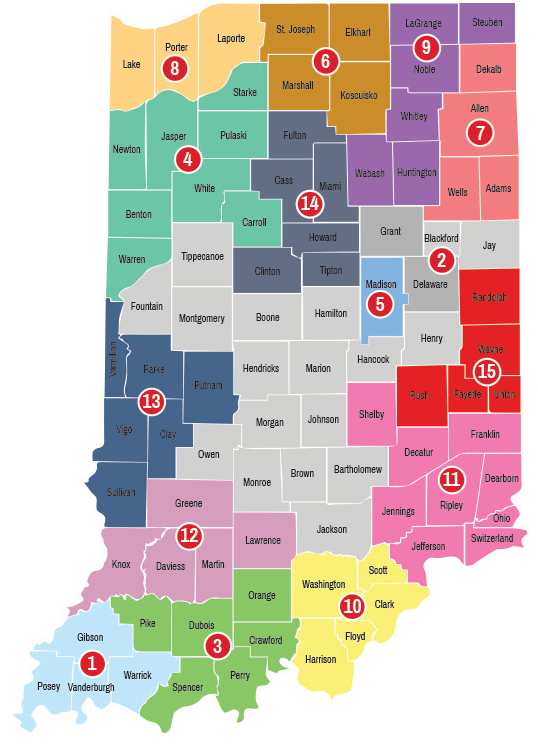 St. Joseph
Elkhart
LaGrange
Steuben
Laporte
Porter
Lake
8
6
9
Noble
Dekalb
Marshall
Koscuisko
Starke
Whitley
Allen
7
Newton
Jasper
Pulaski
Fulton
4
White
Cass
Miami
14
Wabash
Huntington
Wells
Adams
Benton
Carroll
Howard
Grant
Blackford
Jay
Warren
Tippecanoe
Clinton
Tipton
2
Madison
5
Delaware
Randolph
Fountain
Montgomery
Boone
Hamilton
Henry
Wayne
15
Vermilion
Parke
Putnam
Hendricks
Marion
Hancock
Rush
Fayette
Union
13
Vigo
Clay
Morgan
Johnson
Shelby
Franklin
Owen
Decatur
Sullivan
Monroe
Brown
Bartholomew
11
Dearborn
Greene
Jennings
Ripley
Ohio
12
Lawrence
Jackson
Jefferson
Switzerland
Knox
Daviess
Martin
Washington
Scott
Orange
10
Clark
Gibson
Pike
Dubois
3
Crawford
Floyd
1
Harrison
Posey
Vanderburgh
Warrick
Spencer
Perry